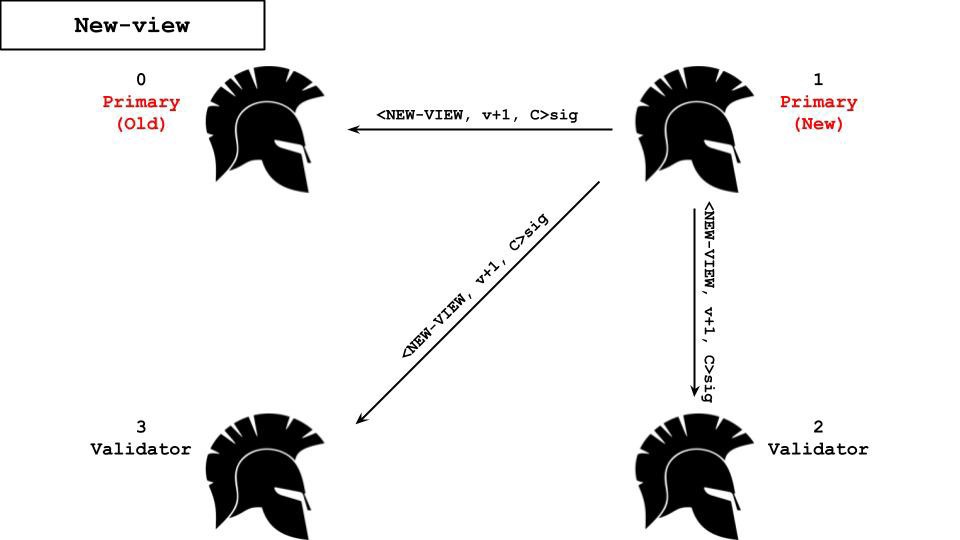 New-view
0
Primary
(Old)
<NEW-VIEW, v+1, C>sig
1
Primary
(New)
<NEW-VIEW, v+1, C>sig
<NEW-VIEW, v+1, C>sig
3
Validator
2
Validator